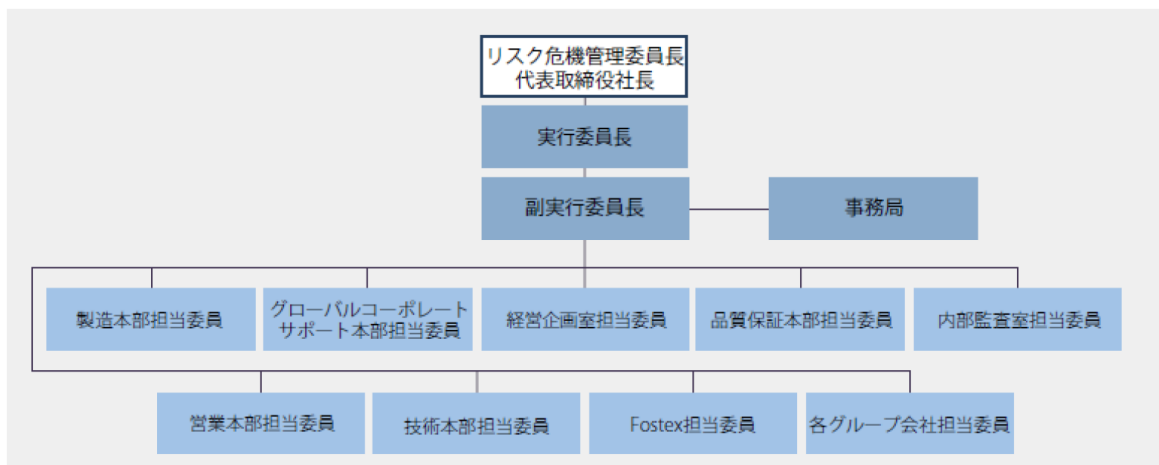 リスク危機管理委員長
代表取締役社長
実行委員長
副実行委員長
事務局
製造本部担当委員
グローバルコーポレート
サポート本部担当委員
経営企画室担当委員
品質保証本部担当委員
内部監査室担当委員
営業本部担当委員
技術本部担当委員
Fostex担当委員
各グループ会社担当委員